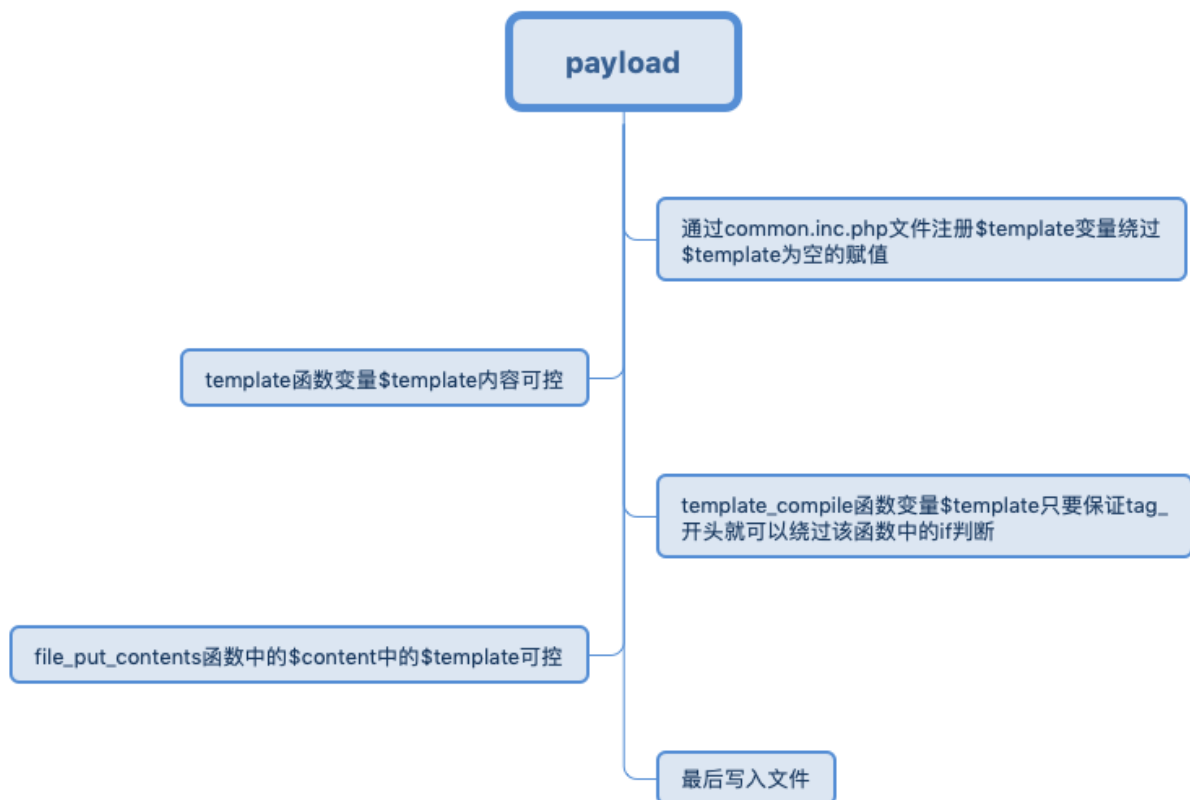 payload
通过common.inc.php文件注册$template变量绕过
$template为空的赋值
template函数变量$template内容可控
template_compile函数变量$template只要保证tag_
开头就可以绕过该函数中的if判断
file_put_contents函数中的$content中的$template可控
最后写入文件